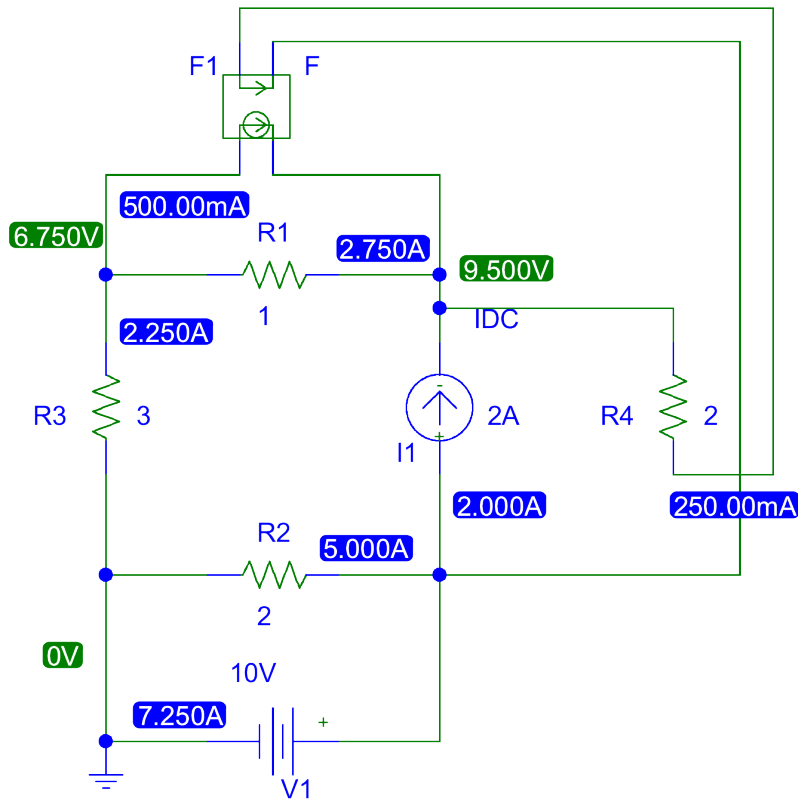 F1
F
500.00mA
6.750V
R1
2.750A
9.500V
1
IDC
2.250A
-
R3
3
2A
R4
2
+
I1
2.000A
250.00mA
R2
5.000A
2
0V
10V
7.250A
+
V1